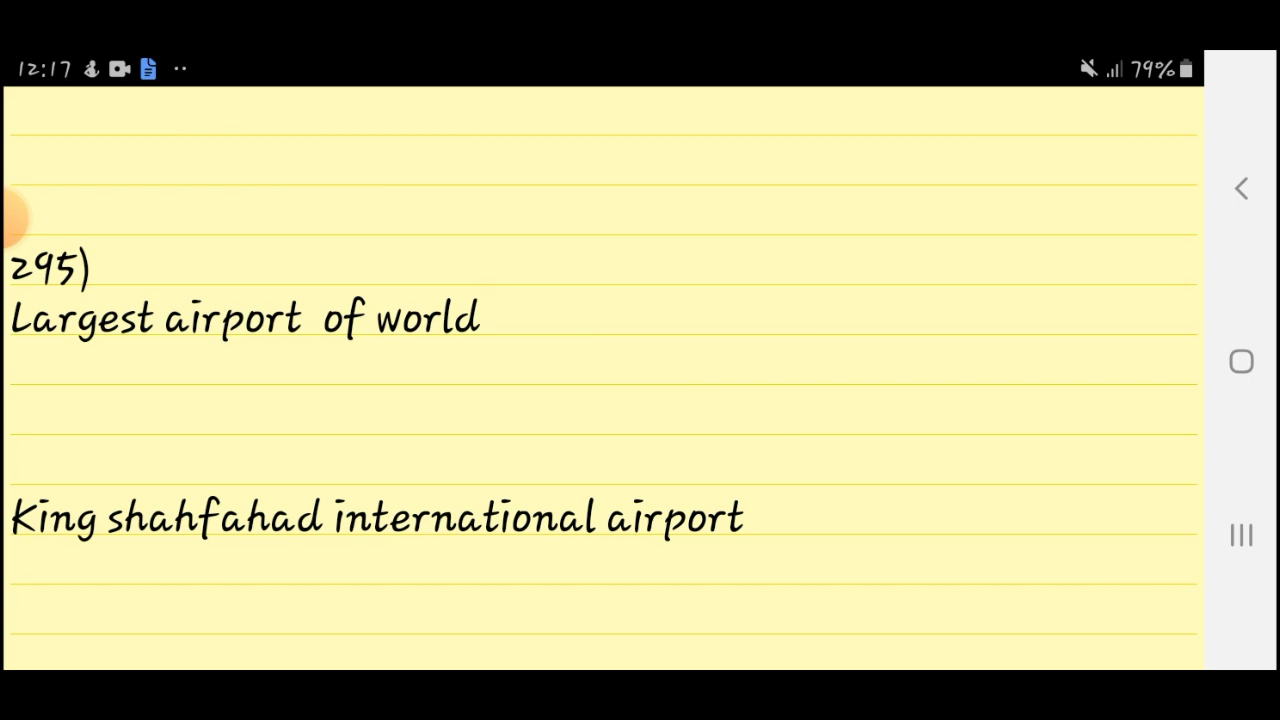 12:17 79%
295)
Largest airport of world
King shahfahad international airport